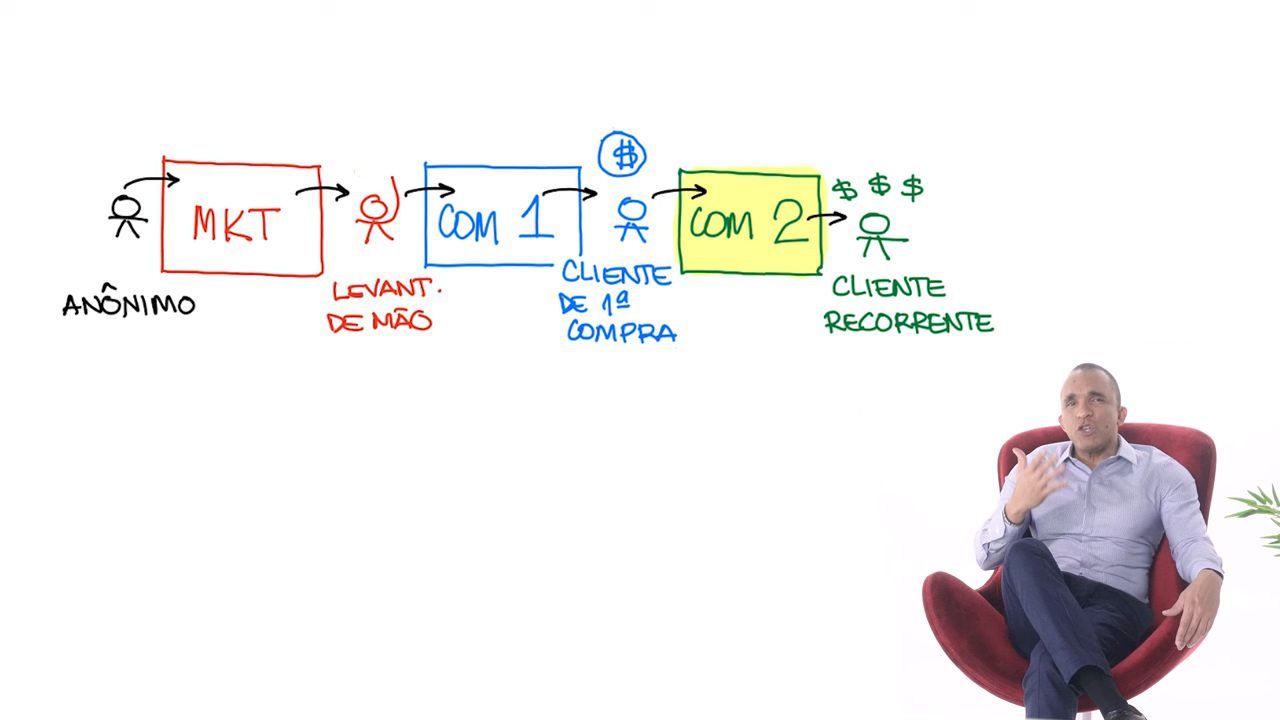 $
$ $ $
MKT
COM 1
COM 2
ANÔNIMO
LEVANT.
DE MÃO
CLIENTE
DE 1ª
COMPRA
CLIENTE
RECORRENTE